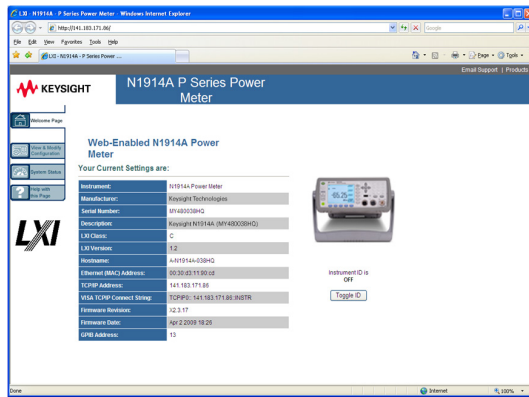 LXI - N1914A - P Series Power Meter - Windows Internet Explorer
http://141.183.171.86/
Google
File Edit View Favorites Tools Help
LXI - N1914A - P Series Power ...
Page Tools
Email Support | Products
KEYSIGHT
N1914A P Series Power
Meter
Welcome Page
View & Modify
Configuration
System Status
Help with
this Page
LXI
Web-Enabled N1914A Power
Meter
Your Current Settings are:
Instrument: N1914A Power Meter
Manufacturer: Keysight Technologies
Serial Number: MY480038HQ
Description: Keysight N1914A (MY480038HQ)
LXI Class: C
LXI Version: 1.2
Hostname: A-N1914A-038HQ
Ethernet (MAC) Address: 00:30:d3:11:90:cd
TCP/IP Address: 141.183.171.86
VISA TCPIP Connect String: TCPIP0::141.183.171.86::INSTR
Firmware Revision: X2.3.17
Firmware Date: Apr 2 2009 18:26
GPIB Address: 13
-65.25
Instrument ID is
OFF
Toggle ID
Done
Internet
100%